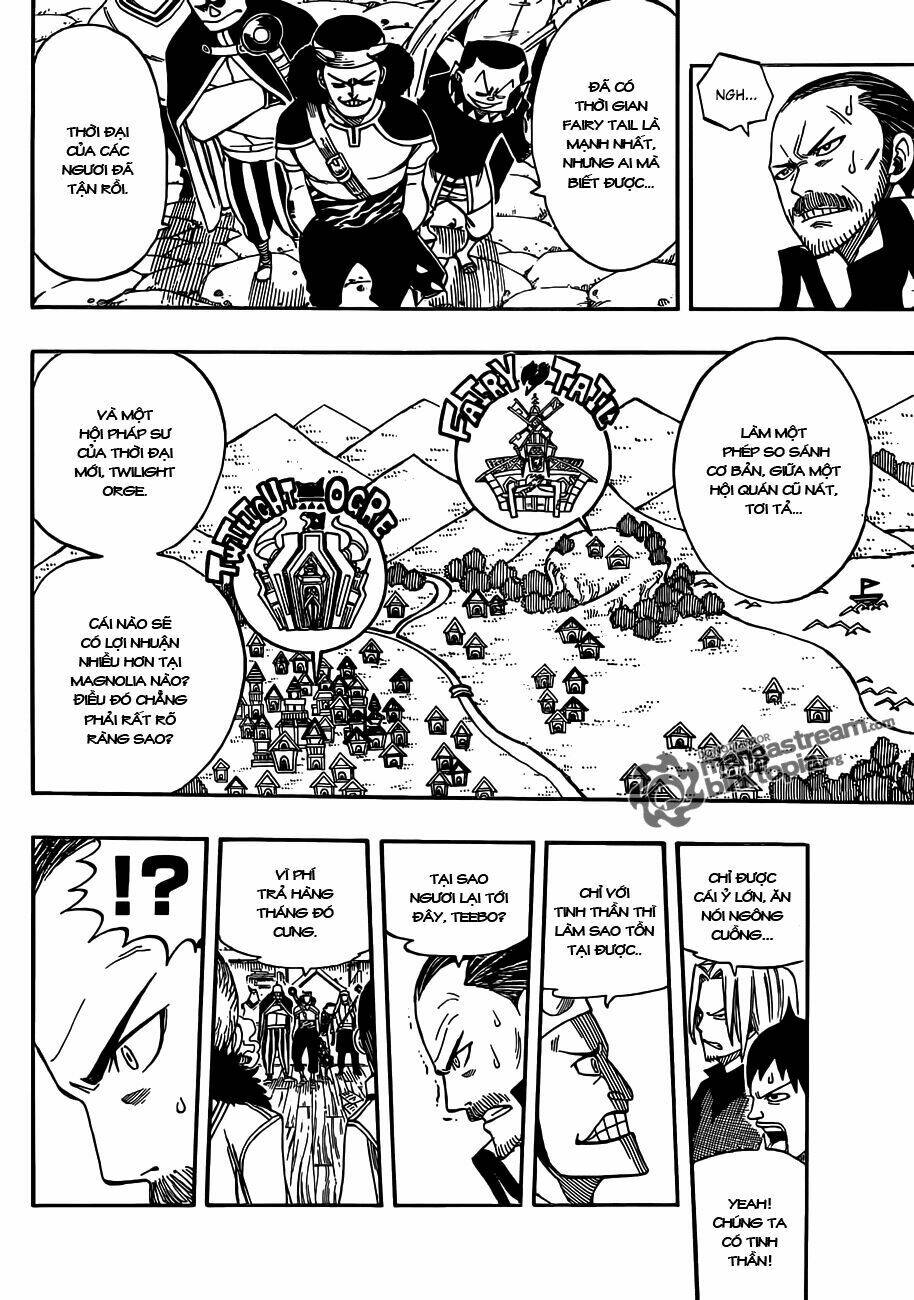 NGH...
ĐÃ CÓ
THỜI GIAN
FAIRY TAIL LÀ
MẠNH NHẤT,
NHƯNG AI MÀ
BIẾT ĐƯỢC...
THỜI ĐẠI
CỦA CÁC
NGƯƠI ĐÃ
TẬN RỒI.
LÀM MỘT
PHÉP SO SÁNH
CƠ BẢN, GIỮA MỘT
HỘI QUÁN CŨ NÁT,
TƠI TẢ...
FAIRY TAIL
TWILIGHT OGRE
VÀ MỘT
HỘI PHÁP SƯ
CỦA THỜI ĐẠI
MỚI, TWILIGHT
ORGE.
CÁI NÀO SẼ
CÓ LỢI NHUẬN
NHIỀU HƠN TẠI
MAGNOLIA NÀO?
ĐIỀU ĐÓ CHẲNG
PHẢI RẤT RÕ
RÀNG SAO?
mangastream.com
CHỈ ĐƯỢC
CÁI Ỷ LỚN, ĂN
NÓI NGÔNG
CUỒNG...
YEAH!
CHÚNG TA
CÓ TINH
THẦN!
CHỈ VỚI
TINH THẦN THÌ
LÀM SAO TỒN
TẠI ĐƯỢC..
TẠI SAO
NGƯƠI LẠI TỚI
ĐÂY, TEEBO?
VÌ PHÍ
TRẢ HÀNG
THÁNG ĐÓ
CƯNG.
!?